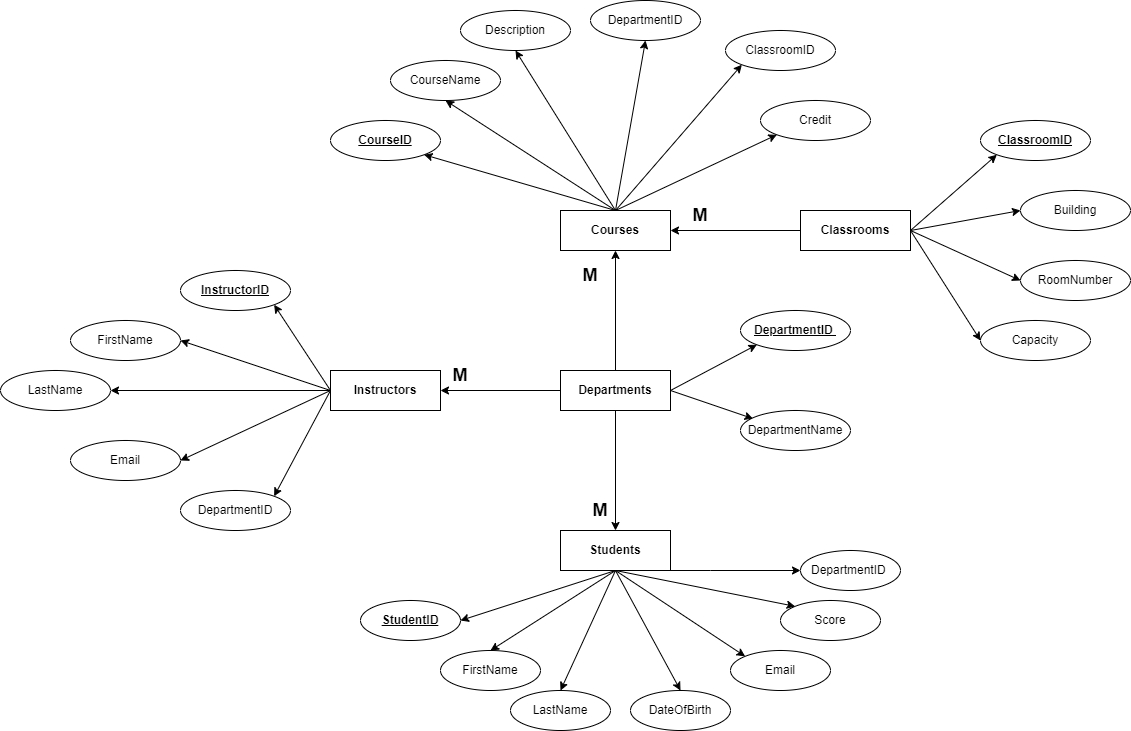 DepartmentID
Description
ClassroomID
CourseName
Credit
CourseID
ClassroomID
Building
M
Courses
Classrooms
M
RoomNumber
InstructorID
DepartmentID
FirstName
Capacity
M
LastName
Instructors
Departments
DepartmentName
Email
DepartmentID
M
Students
DepartmentID
StudentID
Score
FirstName
Email
LastName
DateOfBirth